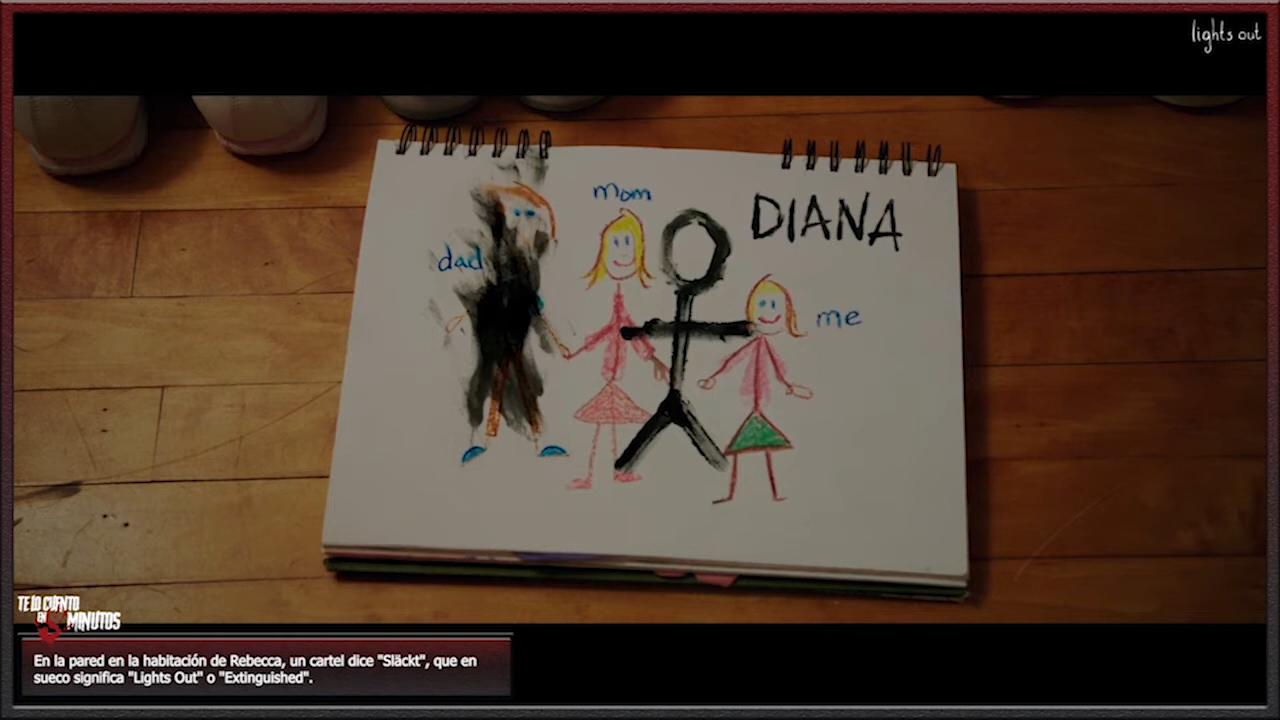 lights out
mom
DIANA
dad
me
TE LO CUENTO
EN 5 MINUTOS
En la pared en la habitación de Rebecca, un cartel dice "Släckt", que en
sueco significa "Lights Out" o "Extinguished".